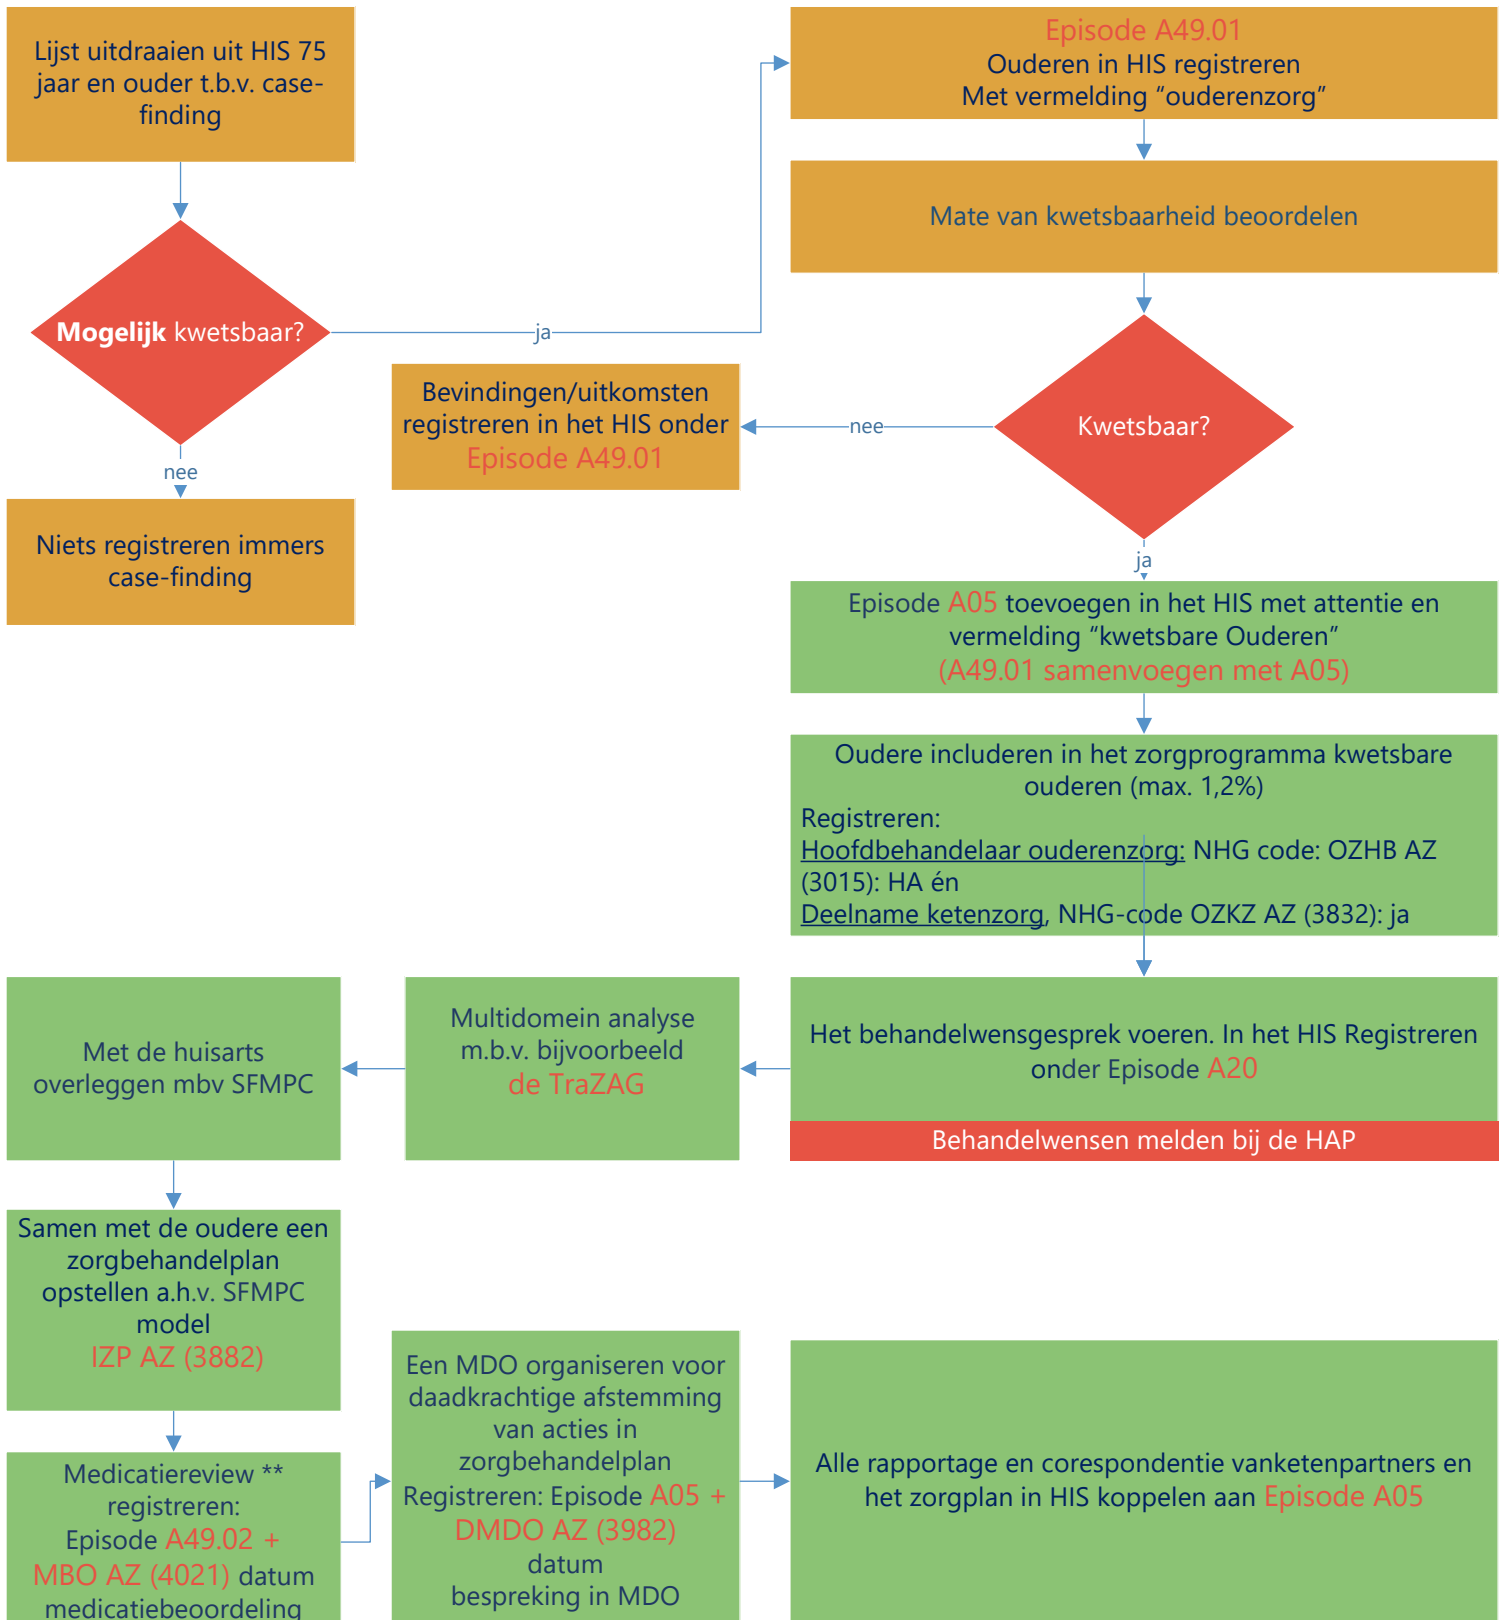 Lijst uitdraaien uit HIS 75
jaar en ouder t.b.v. case-
finding
Mogelijk kwetsbaar?
ja
nee
Niets registreren immers
case-finding
Episode A49.01
Ouderen in HIS registreren
Met vermelding “ouderenzorg”
Mate van kwetsbaarheid beoordelen
Kwetsbaar?
nee
Bevindingen/uitkomsten
registreren in het HIS onder
Episode A49.01
ja
Episode A05 toevoegen in het HIS met attentie en
vermelding “kwetsbare Ouderen”
(A49.01 samenvoegen met A05)
Oudere includeren in het zorgprogramma kwetsbare
ouderen (max. 1,2%)
Registreren:
Hoofdbehandelaar ouderenzorg: NHG code: OZHB AZ
(3015): HA én
Deelname ketenzorg, NHG-code OZKZ AZ (3832): ja
Het behandelwensgesprek voeren. In het HIS Registreren
onder Episode A20
Behandelwensen melden bij de HAP
Multidomein analyse
m.b.v. bijvoorbeeld
de TraZAG
Met de huisarts
overleggen mbv SFMPC
Samen met de oudere een
zorgbehandelplan
opstellen a.h.v. SFMPC
model
IZP AZ (3882)
Medicatiereview **
registreren:
Episode A49.02 +
MBO AZ (4021) datum
medicatiebeoordeling
Een MDO organiseren voor
daadkrachtige afstemming
van acties in
zorgbehandelplan
Registreren: Episode A05 +
DMDO AZ (3982)
datum
bespreking in MDO
Alle rapportage en corespondentie vanketenpartners en
het zorgplan in HIS koppelen aan Episode A05